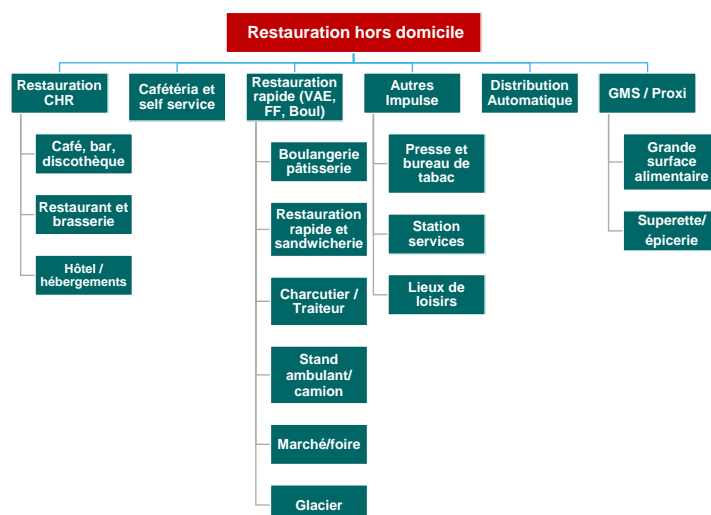 Restauration hors domicile
Restauration
CHR
Cafétéria et
self service
Restauration
rapide (VAE,
FF, Boul)
Autres
Impulse
Distribution
Automatique
GMS / Proxi
Café, bar,
discothèque
Restaurant et
brasserie
Hôtel /
hébergements
Boulangerie
pâtisserie
Restauration
rapide et
sandwicherie
Charcutier /
Traiteur
Stand
ambulant/
camion
Marché/foire
Glacier
Presse et
bureau de
tabac
Station
services
Lieux de
loisirs
Grande
surface
alimentaire
Superette/
épicerie